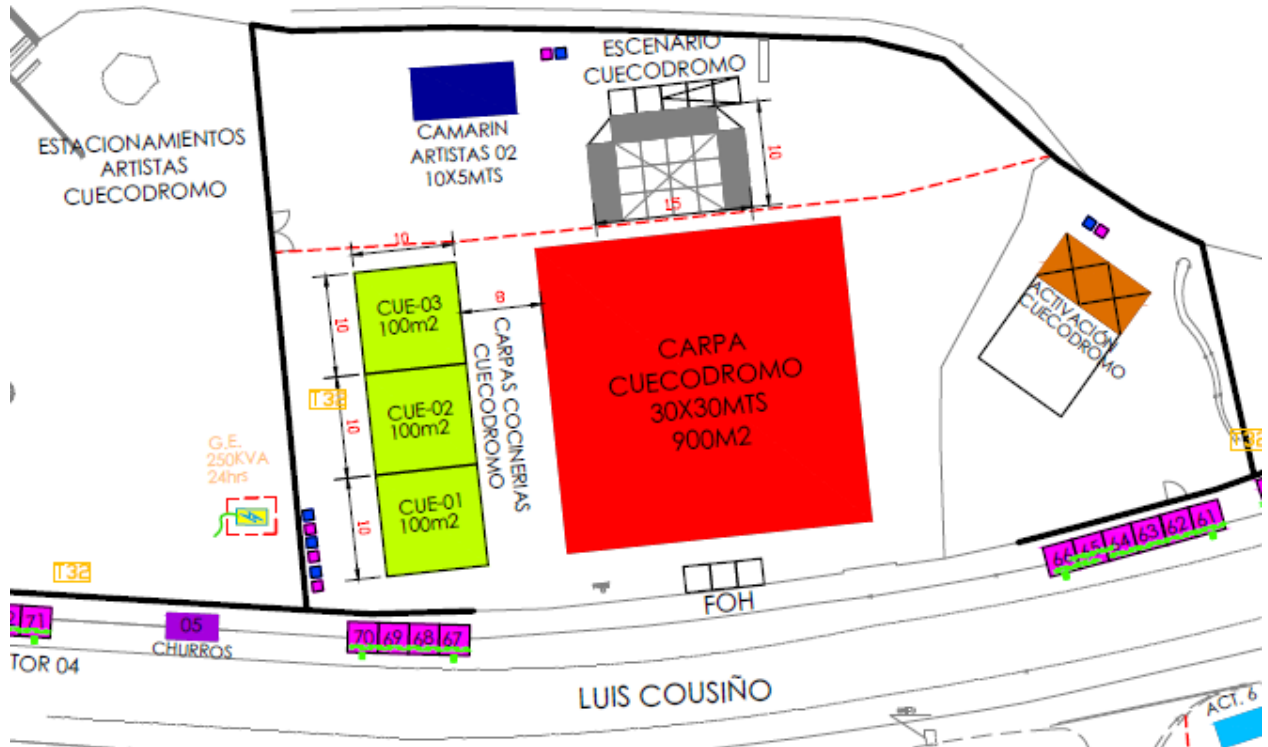 ESCENARIO
CUECODROMO
10
15
CAMARIN
ARTISTAS 02
10X5MTS
ESTACIONAMIENTOS
ARTISTAS
CUECODROMO
10
CUE-03
100m2
10
CUE-02
100m2
10
CUE-01
100m2
10
8
CARPAS COCINERIAS
CUECODROMO
CARPA
CUECODROMO
30X30MTS
900M2
ACTIVACIÓN
CUECODROMO
T32
G.E.
250KVA
24hrs
T32
T32
66 65 64 63 62 61
FOH
71
05
CHURROS
70 69 68 67
TOR 04
LUIS COUSIÑO
ACT. 6